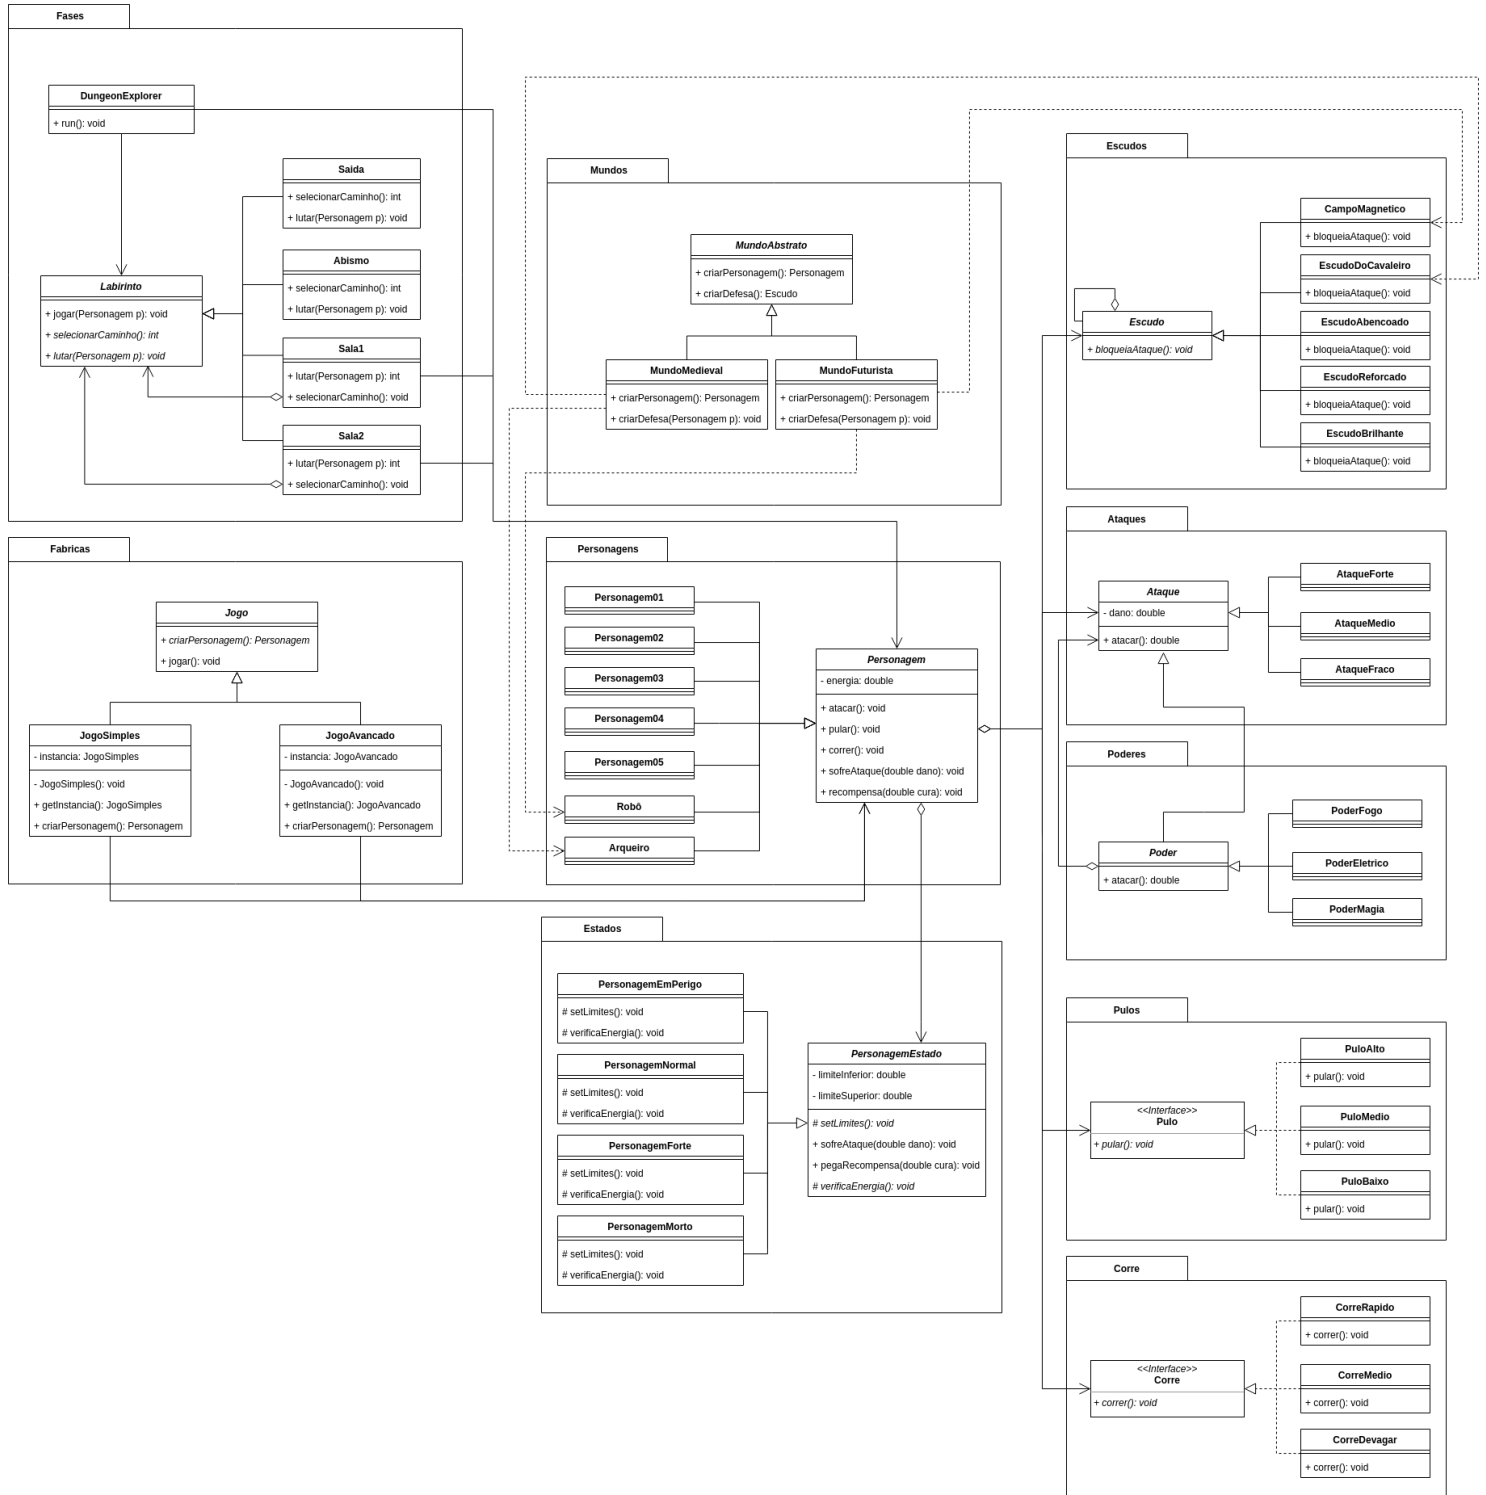 Fases
DungeonExplorer
+ run(): void
Saida
+ selecionarCaminho(): int
+ lutar(Personagem p): void
Abismo
+ selecionarCaminho(): int
+ lutar(Personagem p): void
Labirinto
+ jogar(Personagem p): void
+ selecionarCaminho(): int
+ lutar(Personagem p): void
Sala1
+ lutar(Personagem p): int
+ selecionarCaminho(): void
Sala2
+ lutar(Personagem p): int
+ selecionarCaminho(): void
Mundos
MundoAbstrato
+ criarPersonagem(): Personagem
+ criarDefesa(): Escudo
MundoMedieval
+ criarPersonagem(): Personagem
+ criarDefesa(Personagem p): void
MundoFuturista
+ criarPersonagem(): Personagem
+ criarDefesa(Personagem p): void
Escudos
CampoMagnetico
+ bloqueiaAtaque(): void
EscudoDoCavaleiro
+ bloqueiaAtaque(): void
Escudo
+ bloqueiaAtaque(): void
EscudoAbencoado
+ bloqueiaAtaque(): void
EscudoReforcado
+ bloqueiaAtaque(): void
EscudoBrilhante
+ bloqueiaAtaque(): void
Fabricas
Jogo
+ criarPersonagem(): Personagem
+ jogar(): void
JogoSimples
- instancia: JogoSimples
- JogoSimples(): void
+ getInstancia(): JogoSimples
+ criarPersonagem(): Personagem
JogoAvancado
- instancia: JogoAvancado
- JogoAvancado(): void
+ getInstancia(): JogoAvancado
+ criarPersonagem(): Personagem
Personagens
Personagem01
Personagem02
Personagem03
Personagem04
Personagem05
Robô
Arqueiro
Personagem
- energia: double
+ atacar(): void
+ pular(): void
+ correr(): void
+ sofreAtaque(double dano): void
+ recompensa(double cura): void
Ataques
Ataque
- dano: double
+ atacar(): double
AtaqueForte
AtaqueMedio
AtaqueFraco
Poderes
Poder
+ atacar(): double
PoderFogo
PoderEletrico
PoderMagia
Estados
PersonagemEmPerigo
# setLimites(): void
# verificaEnergia(): void
PersonagemNormal
# setLimites(): void
# verificaEnergia(): void
PersonagemForte
# setLimites(): void
# verificaEnergia(): void
PersonagemMorto
# setLimites(): void
# verificaEnergia(): void
PersonagemEstado
- limiteInferior: double
- limiteSuperior: double
# setLimites(): void
+ sofreAtaque(double dano): void
+ pegaRecompensa(double cura): void
# verificaEnergia(): void
Pulos
<<Interface>>
Pulo
+ pular(): void
PuloAlto
+ pular(): void
PuloMedio
+ pular(): void
PuloBaixo
+ pular(): void
Corre
<<Interface>>
Corre
+ correr(): void
CorreRapido
+ correr(): void
CorreMedio
+ correr(): void
CorreDevagar
+ correr(): void